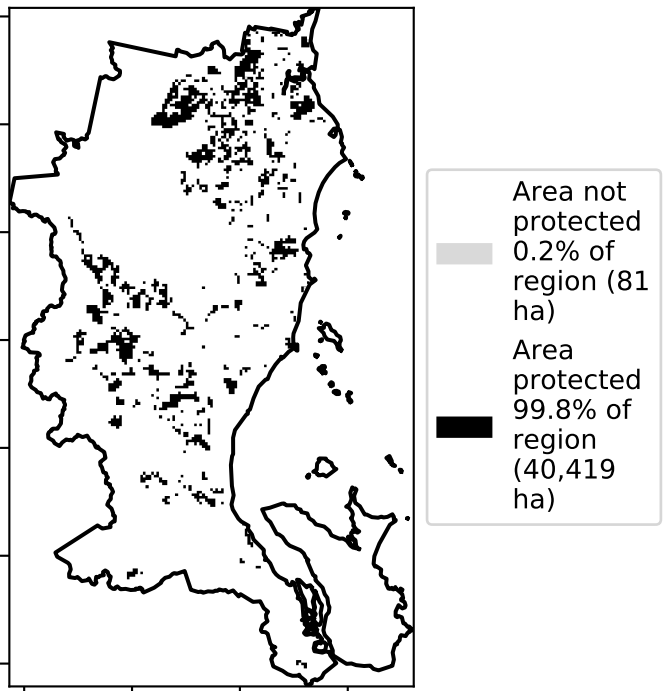 Area not
protected
0.2% of
region (81
ha)
Area
protected
99.8% of
region
(40,419
ha)